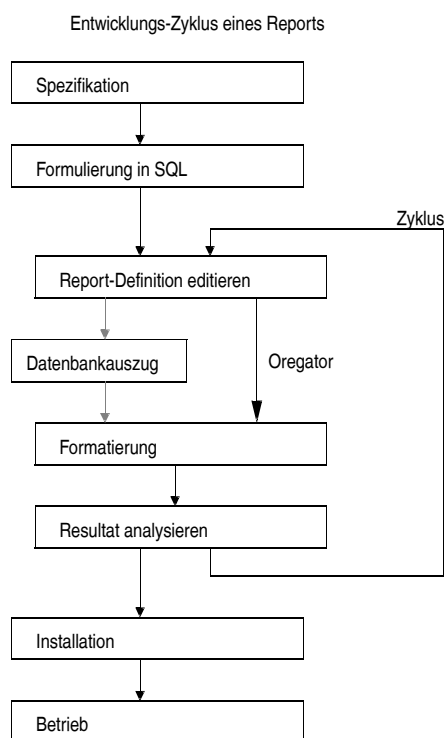 Entwicklungs-Zyklus eines Reports
Spezifikation
Formulierung in SQL
Zyklus
Report-Definition editieren
Datenbankauszug
Oregator
Formatierung
Resultat analysieren
Installation
Betrieb